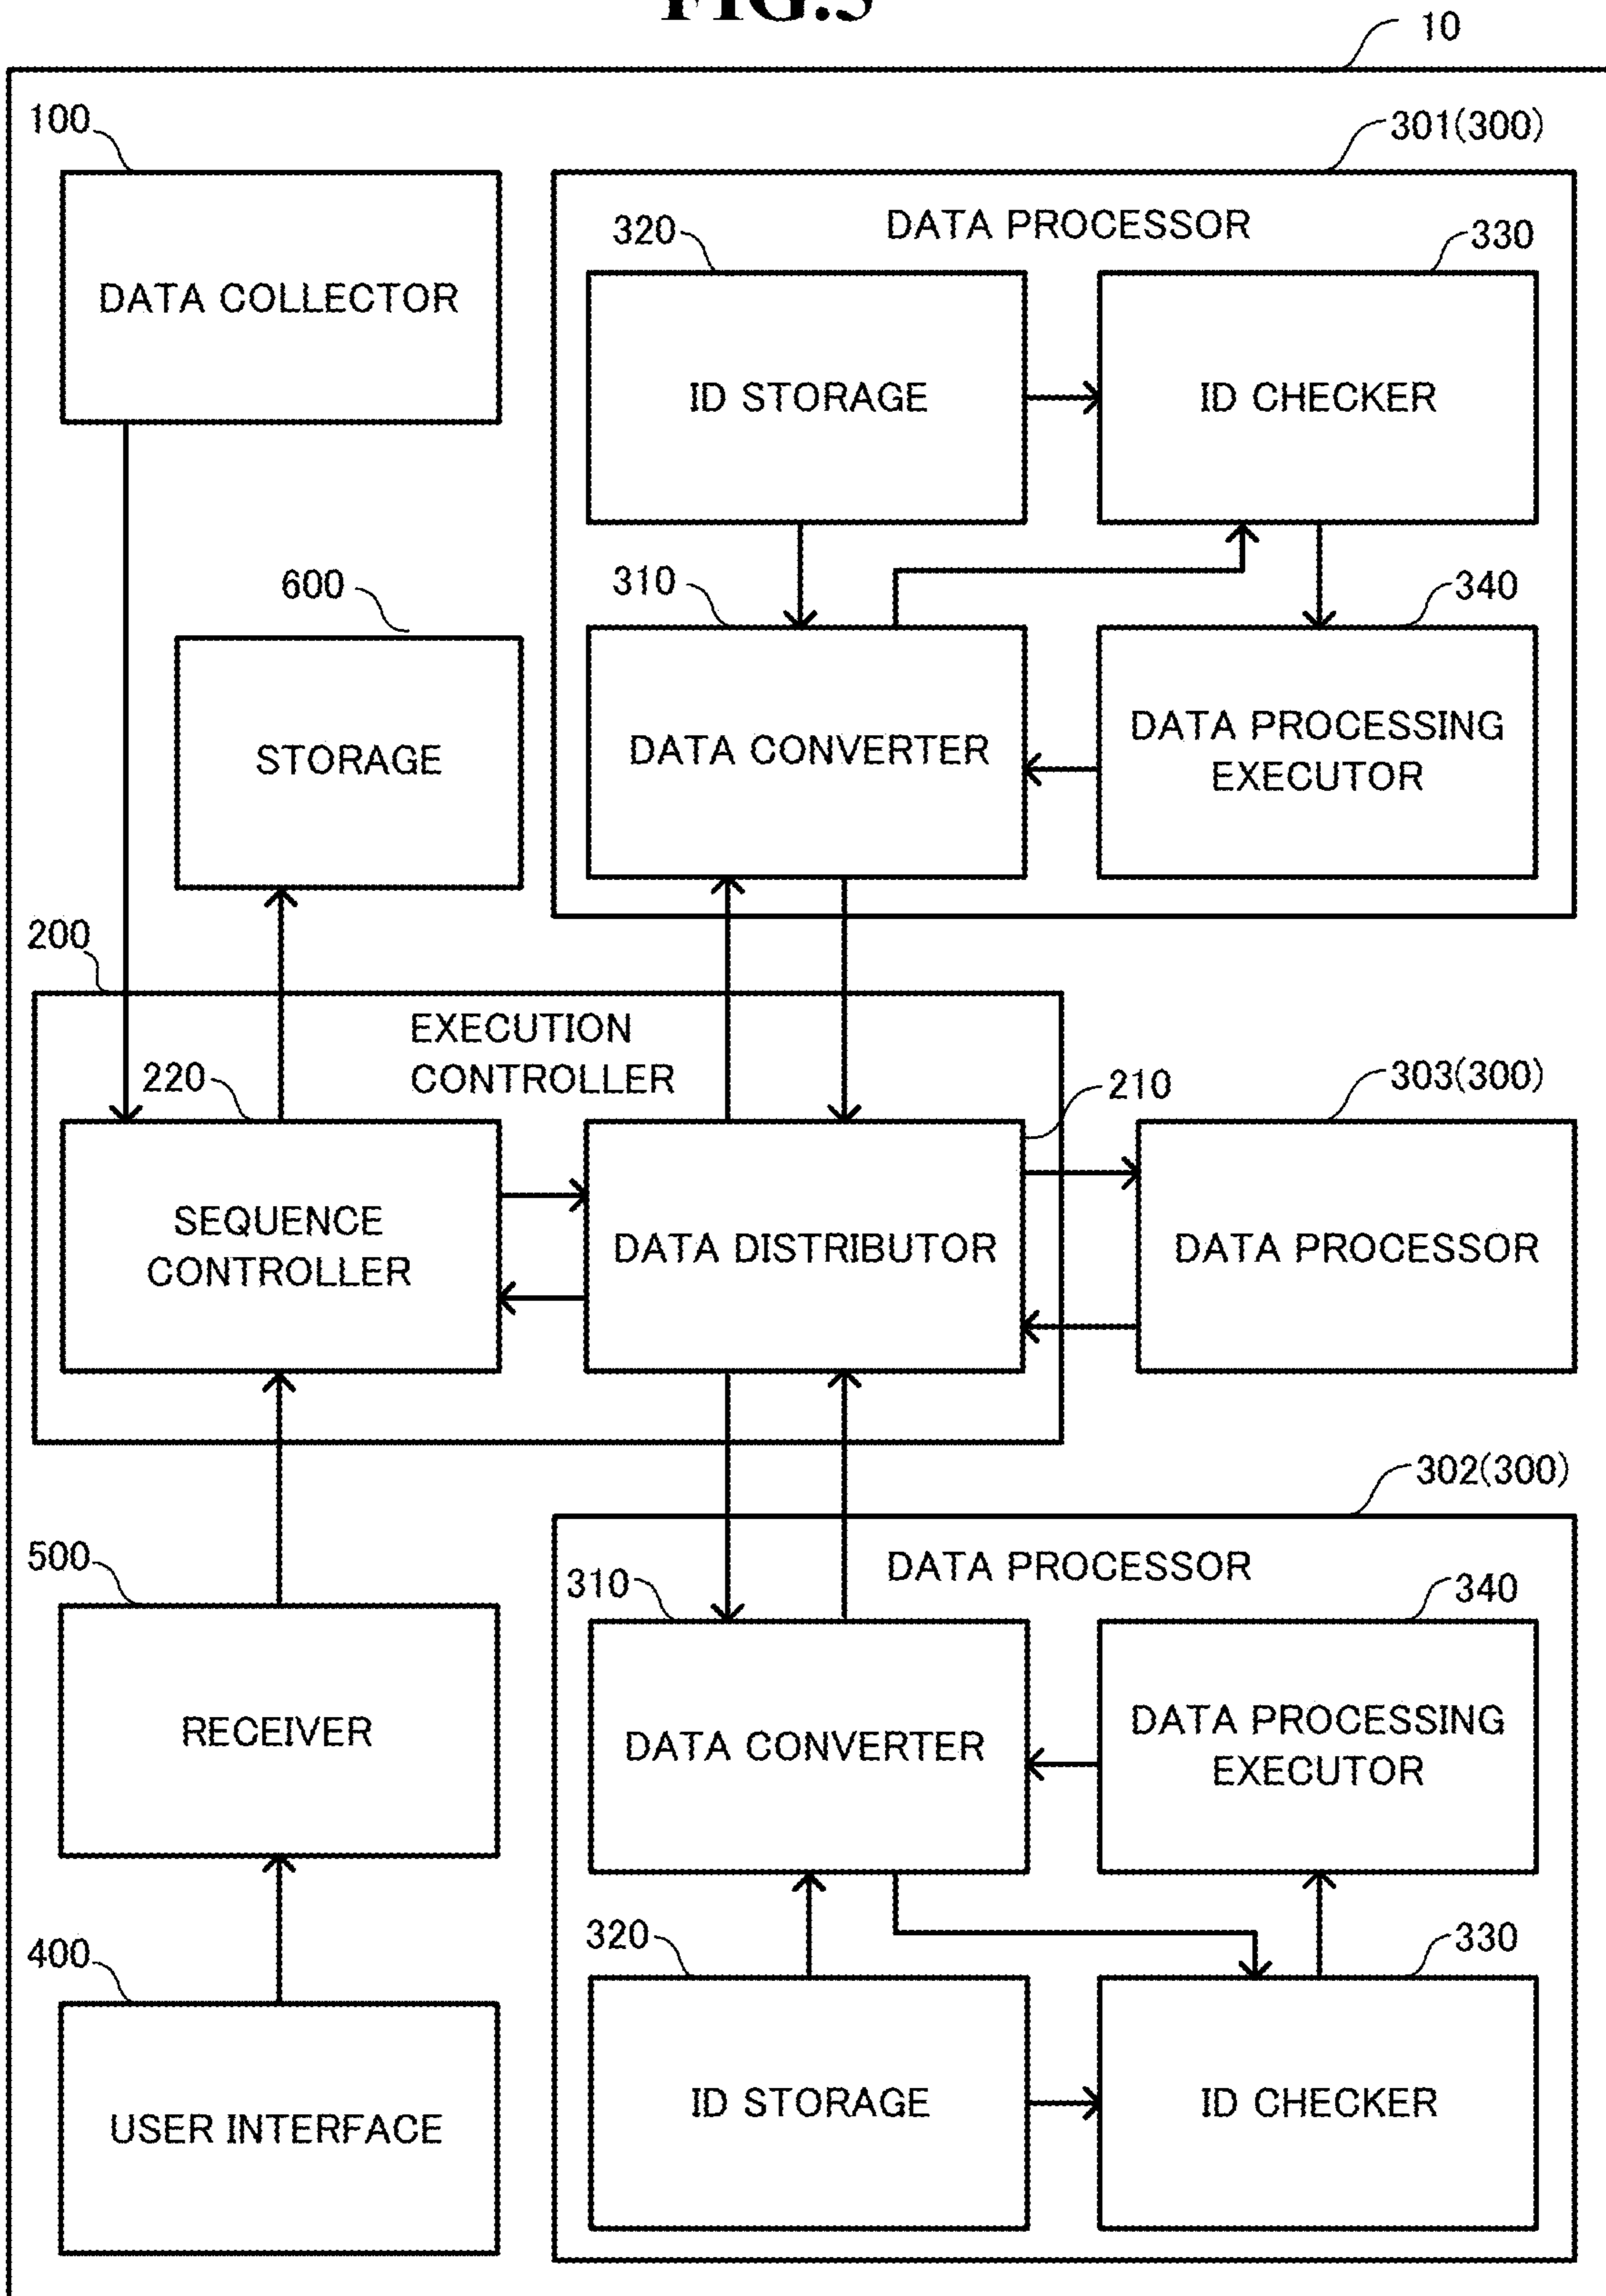 FIG.5
10
100
301(300)
DATA PROCESSOR
320
330
DATA COLLECTOR
ID STORAGE
ID CHECKER
600
310
340
STORAGE
DATA CONVERTER
DATA PROCESSING
EXECUTOR
200
EXECUTION
CONTROLLER
220
210
303(300)
SEQUENCE
CONTROLLER
DATA DISTRIBUTOR
DATA PROCESSOR
302(300)
500
DATA PROCESSOR
310
340
RECEIVER
DATA CONVERTER
DATA PROCESSING
EXECUTOR
400
320
330
USER INTERFACE
ID STORAGE
ID CHECKER